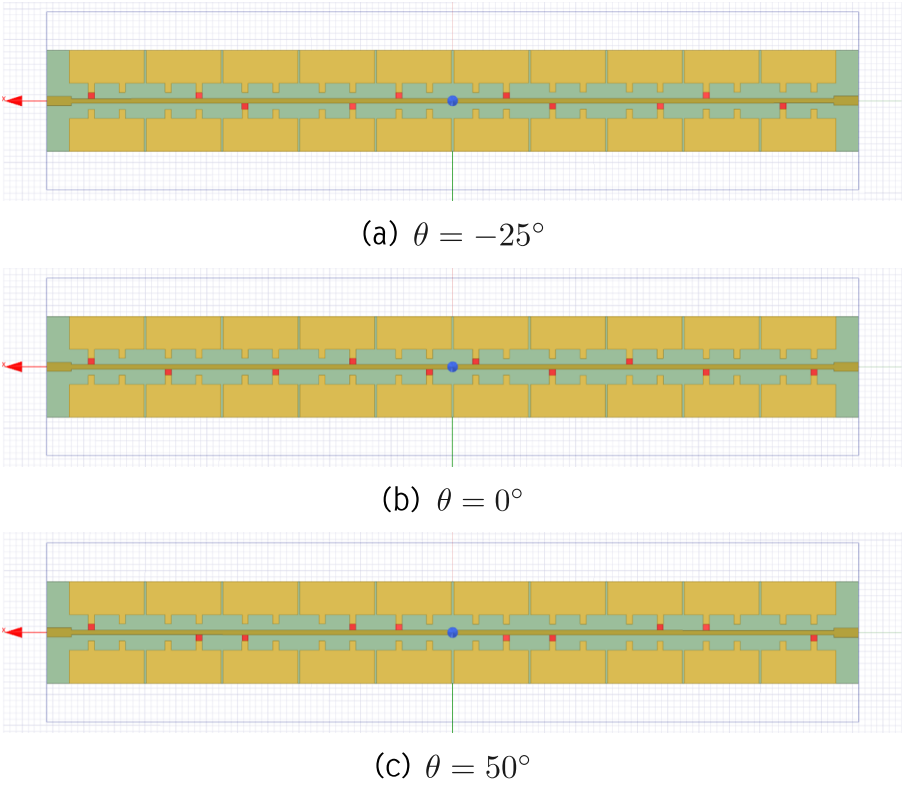 x
(a) θ = −25°
x
(b) θ = 0°
x
(c) θ = 50°